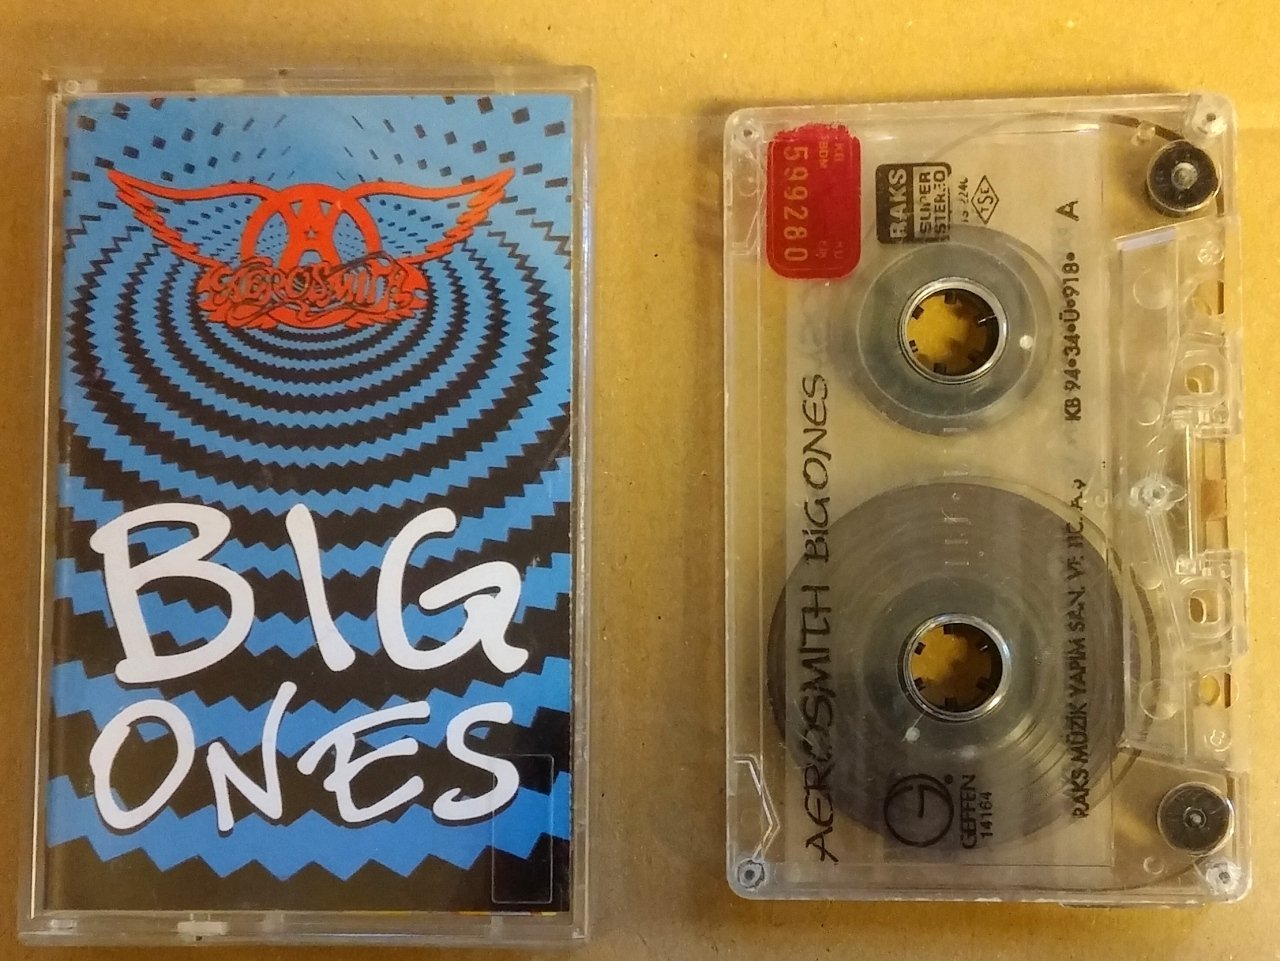 AEROSMITH
BIG
ONES
599280
RAKS
SUPER
STEREO
TSE
KB 94•34•Ü•918•
A
AEROSMITH BiG ONES
RAKS MÜZİK YAPIM SAN. VE TİC. A.Ş
GEFFEN
14164